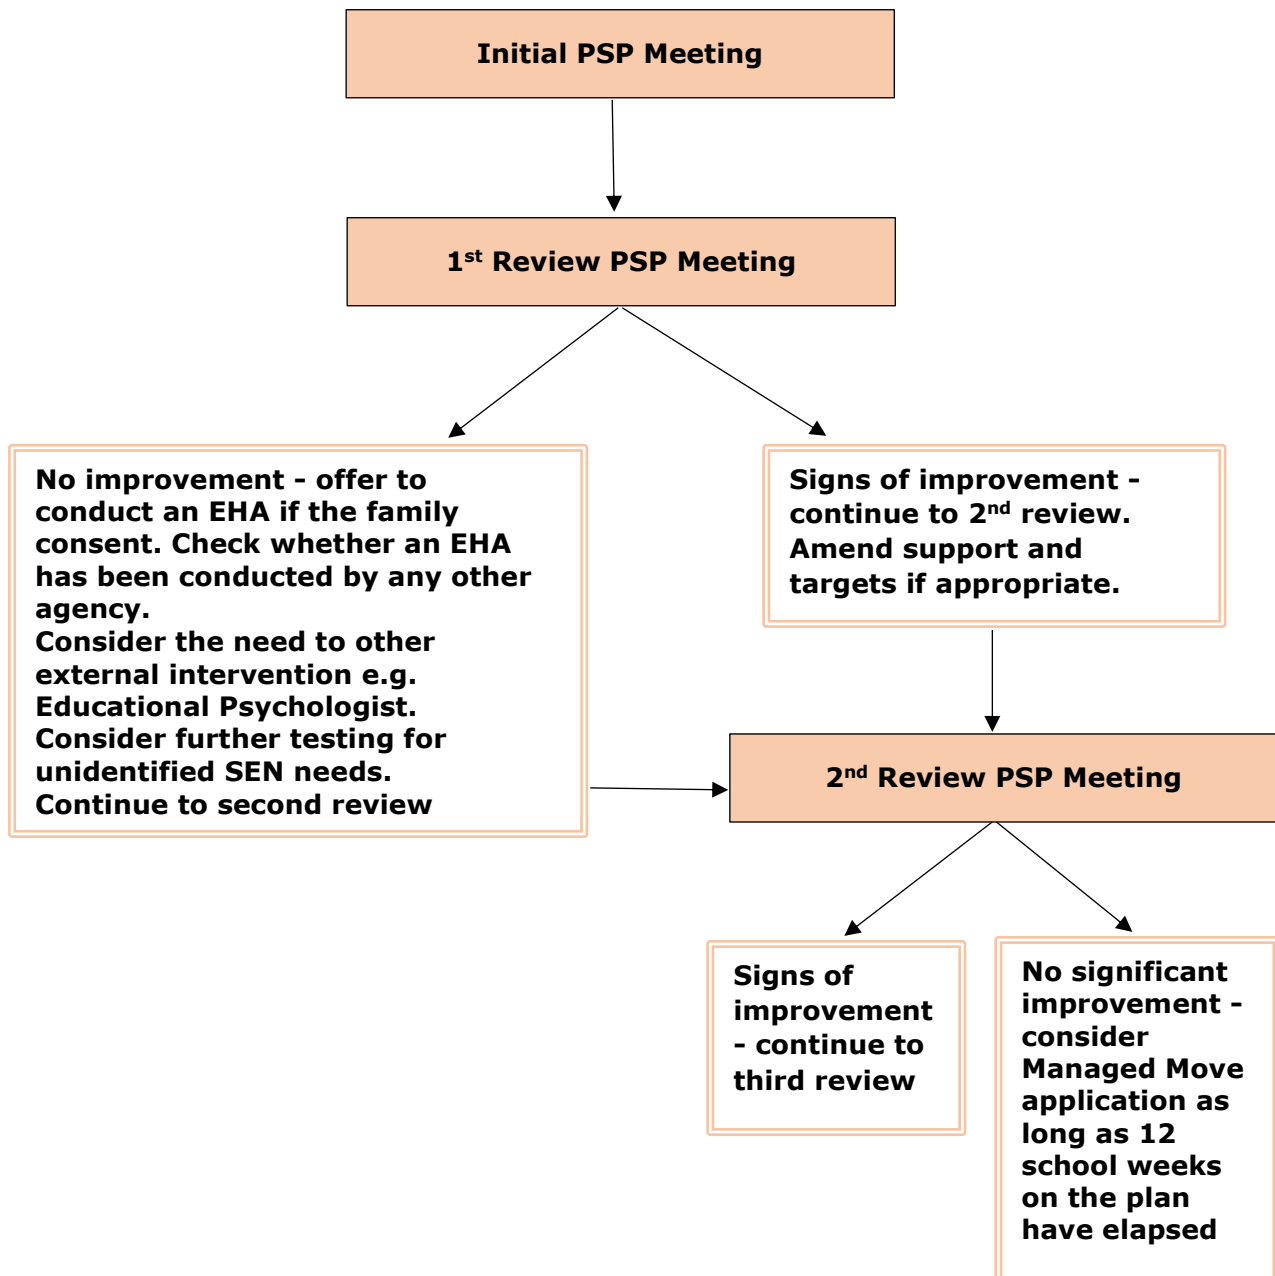 Initial PSP Meeting
1st Review PSP Meeting
No improvement - offer to
conduct an EHA if the family
consent. Check whether an EHA
has been conducted by any other
agency.
Consider the need to other
external intervention e.g.
Educational Psychologist.
Consider further testing for
unidentified SEN needs.
Continue to second review
Signs of improvement -
continue to 2nd review.
Amend support and
targets if appropriate.
2nd Review PSP Meeting
Signs of
improvement
- continue to
third review
No significant
improvement -
consider
Managed Move
application as
long as 12
school weeks
on the plan
have elapsed